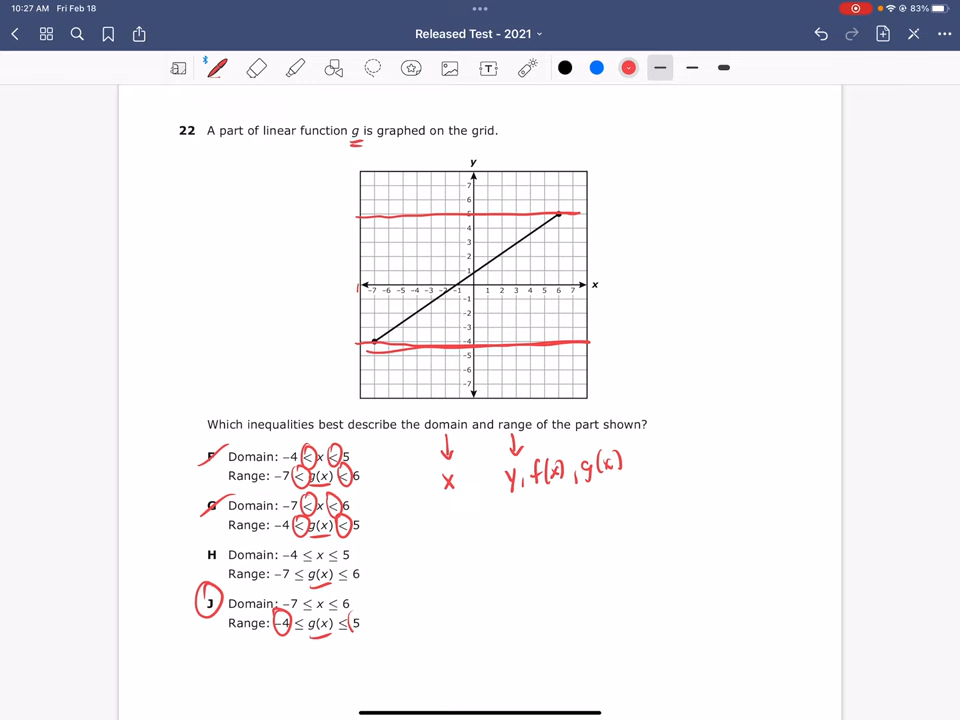 10:27 AM Fri Feb 18
83%
Released Test - 2021
22 A part of linear function g is graphed on the grid.
y
7
6
5
4
3
2
1
-7 -6 -5 -4 -3 -2 -1 1 2 3 4 5 6 7 x
-1
-2
-3
-4
-5
-6
-7
Which inequalities best describe the domain and range of the part shown?
F Domain: −4 < x < 5
Range: −7 < g(x) < 6
x y, f(x), g(x)
G Domain: −7 < x < 6
Range: −4 < g(x) < 5
H Domain: −4 ≤ x ≤ 5
Range: −7 ≤ g(x) ≤ 6
J Domain: −7 ≤ x ≤ 6
Range: −4 ≤ g(x) ≤ 5